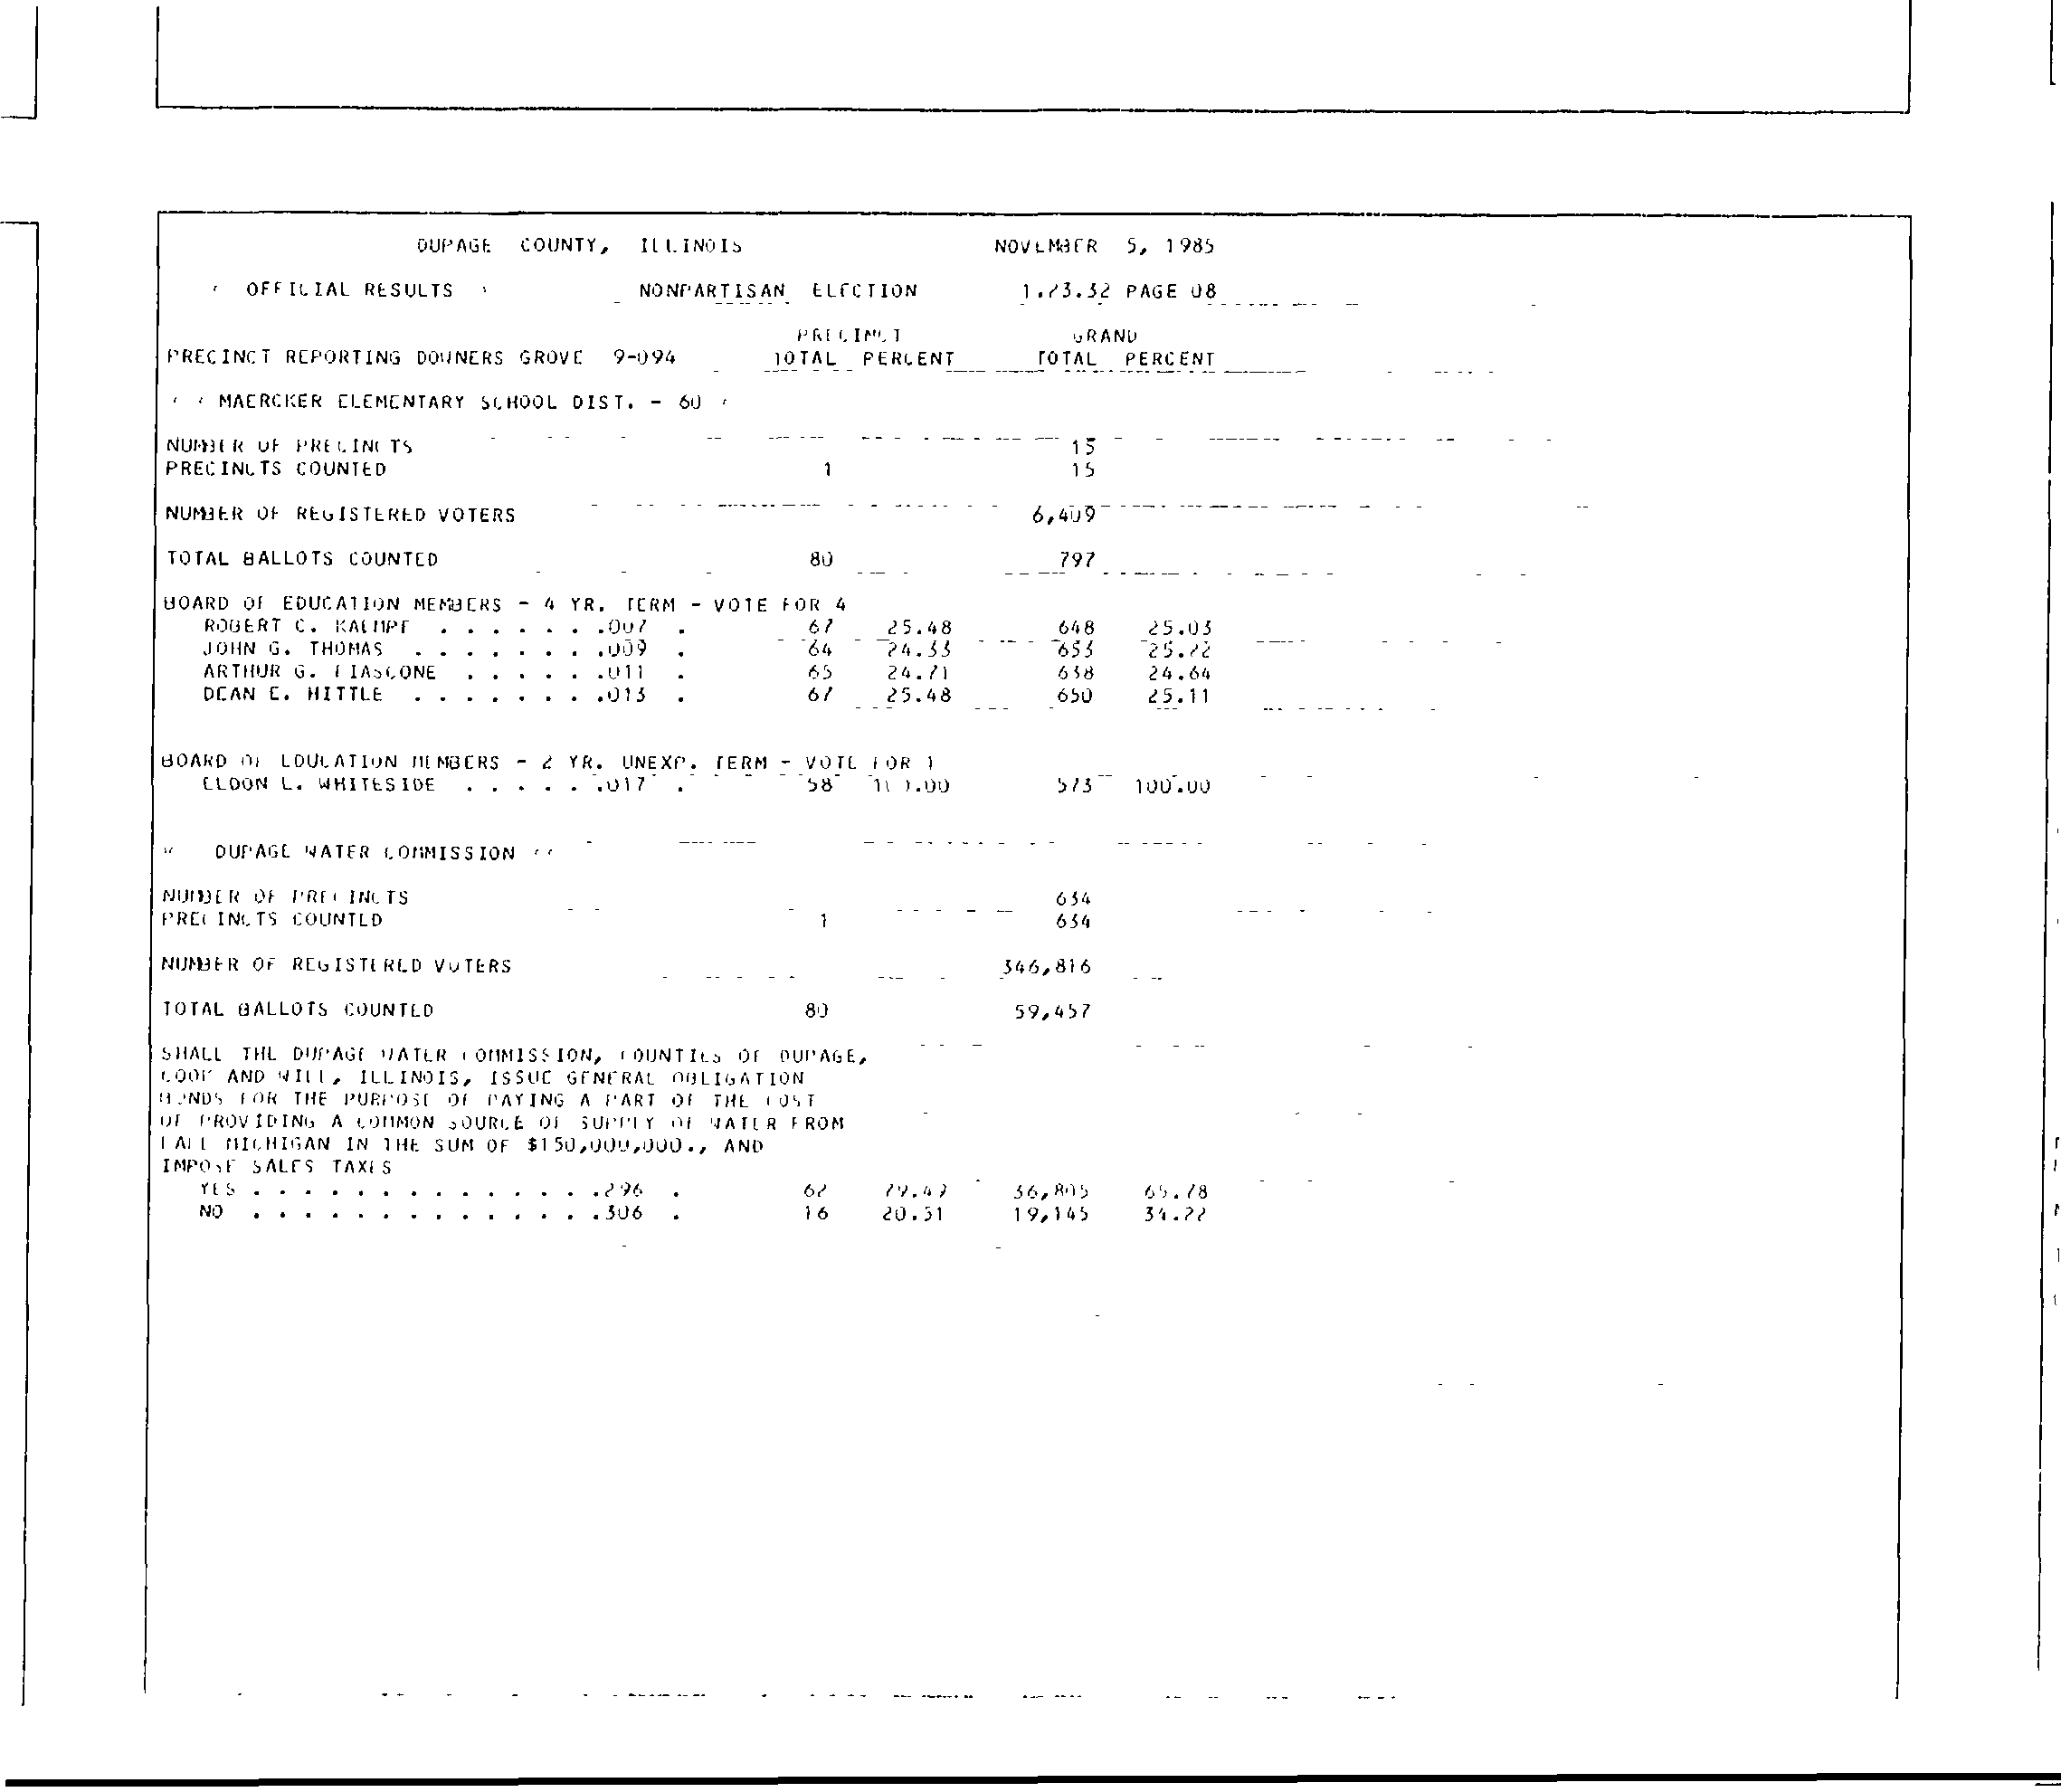 DUPAGE COUNTY, ILLINOIS NOVEMBER 5, 1985
OFFICIAL RESULTS NONPARTISAN ELECTION 1.23.32 PAGE 08
PRECINCT GRAND
PRECINCT REPORTING DOWNERS GROVE 9-094 TOTAL PERCENT TOTAL PERCENT
MAERCKER ELEMENTARY SCHOOL DIST. - 60
NUMBER OF PRECINCTS 15
PRECINCTS COUNTED 1 15
NUMBER OF REGISTERED VOTERS 6,409
TOTAL BALLOTS COUNTED 80 797
BOARD OF EDUCATION MEMBERS - 4 YR. TERM - VOTE FOR 4
ROBERT C. KAEMPF . . . . . . .007 . 67 25.48 648 25.03
JOHN G. THOMAS . . . . . . . .009 . 64 24.33 653 25.22
ARTHUR G. FIASCONE . . . . . .011 . 65 24.71 638 24.64
DEAN E. HITTLE . . . . . . . .013 . 67 25.48 650 25.11
BOARD OF EDUCATION MEMBERS - 2 YR. UNEXP. TERM - VOTE FOR 1
ELDON L. WHITESIDE . . . . . .017 . 58 100.00 573 100.00
DUPAGE WATER COMMISSION
NUMBER OF PRECINCTS 634
PRECINCTS COUNTED 1 634
NUMBER OF REGISTERED VOTERS 346,816
TOTAL BALLOTS COUNTED 80 59,457
SHALL THE DUPAGE WATER COMMISSION, COUNTIES OF DUPAGE,
COOK AND WILL, ILLINOIS, ISSUE GENERAL OBLIGATION
BONDS FOR THE PURPOSE OF PAYING A PART OF THE COST
OF PROVIDING A COMMON SOURCE OF SUPPLY OF WATER FROM
LAKE MICHIGAN IN THE SUM OF $150,000,000., AND
IMPOSE SALES TAXES
YES . . . . . . . . . . . . . .296 . 62 79.49 36,805 65.78
NO . . . . . . . . . . . . . .306 . 16 20.51 19,145 34.22